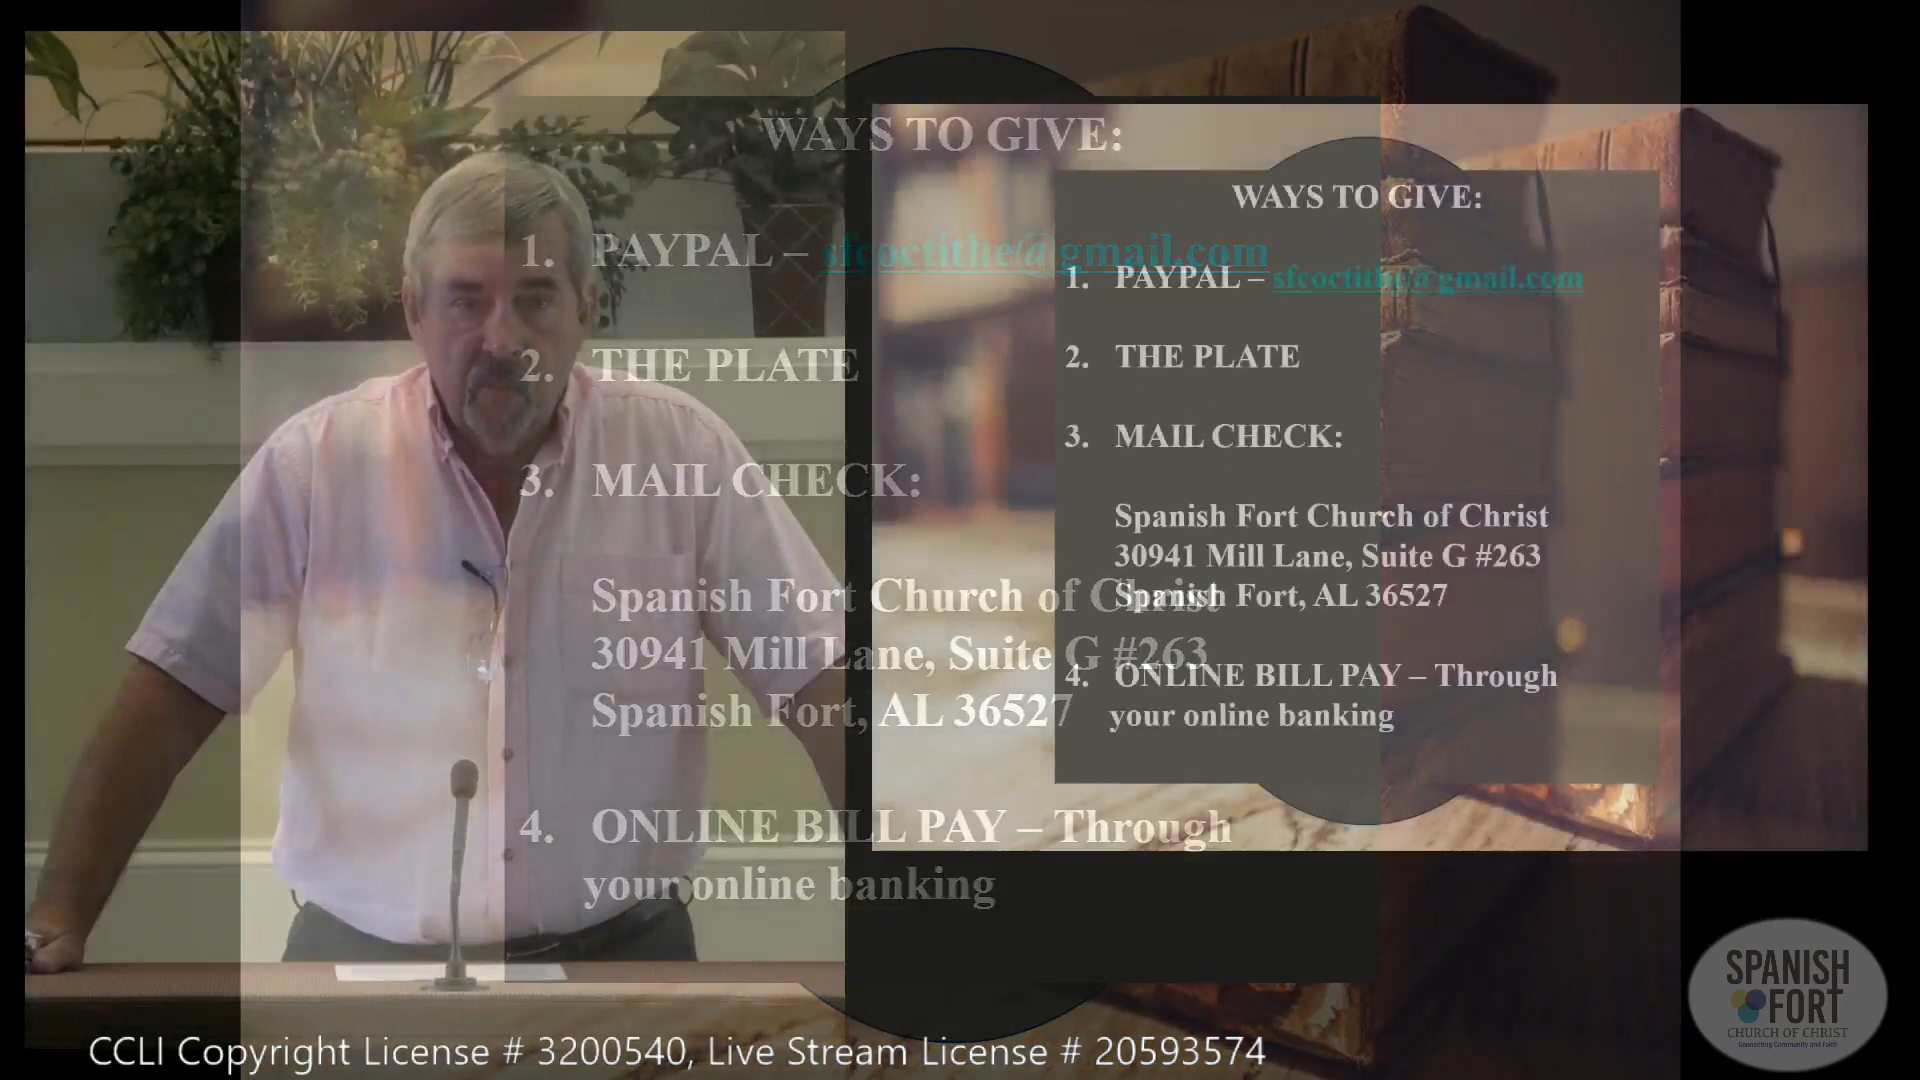 WAYS TO GIVE:
1. PAYPAL – sfcoctithe@gmail.com
2. THE PLATE
3. MAIL CHECK:
Spanish Fort Church of Christ
30941 Mill Lane, Suite G #263
Spanish Fort, AL 36527
4. ONLINE BILL PAY – Through
your online banking
WAYS TO GIVE:
1. PAYPAL – sfcoctithe@gmail.com
2. THE PLATE
3. MAIL CHECK:
Spanish Fort Church of Christ
30941 Mill Lane, Suite G #263
Spanish Fort, AL 36527
4. ONLINE BILL PAY – Through
your online banking
SPANISH
FORT
CHURCH OF CHRIST
Connecting Community and Faith
CCLI Copyright License # 3200540, Live Stream License # 20593574